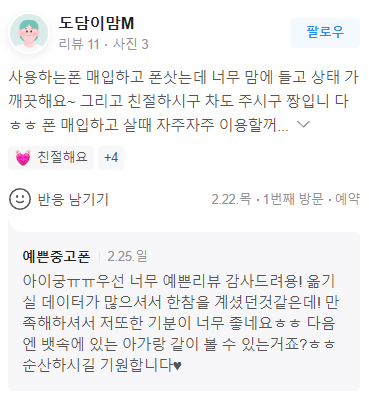 도담이맘M
리뷰 11 · 사진 3
팔로우
사용하는폰 매입하고 폰삿는데 너무 맘에 들고 상태 가
깨끗해요~ 그리고 친절하시구 차도 주시구 짱입니 다
ㅎㅎ 폰 매입하고 살때 자주자주 이용할꺼...
친절해요
+4
반응 남기기
2.22.목 · 1번째 방문 · 예약
예쁜중고폰
2.25.일
아이궁ㅠㅠ우선 너무 예쁜리뷰 감사드려용! 옮기
실 데이터가 많으셔서 한참을 계셨던것같은데! 만
족해하셔서 저또한 기분이 너무 좋네요ㅎㅎ 다음
엔 뱃속에 있는 아가랑 같이 볼 수 있는거죠?ㅎㅎ
순산하시길 기원합니다♥